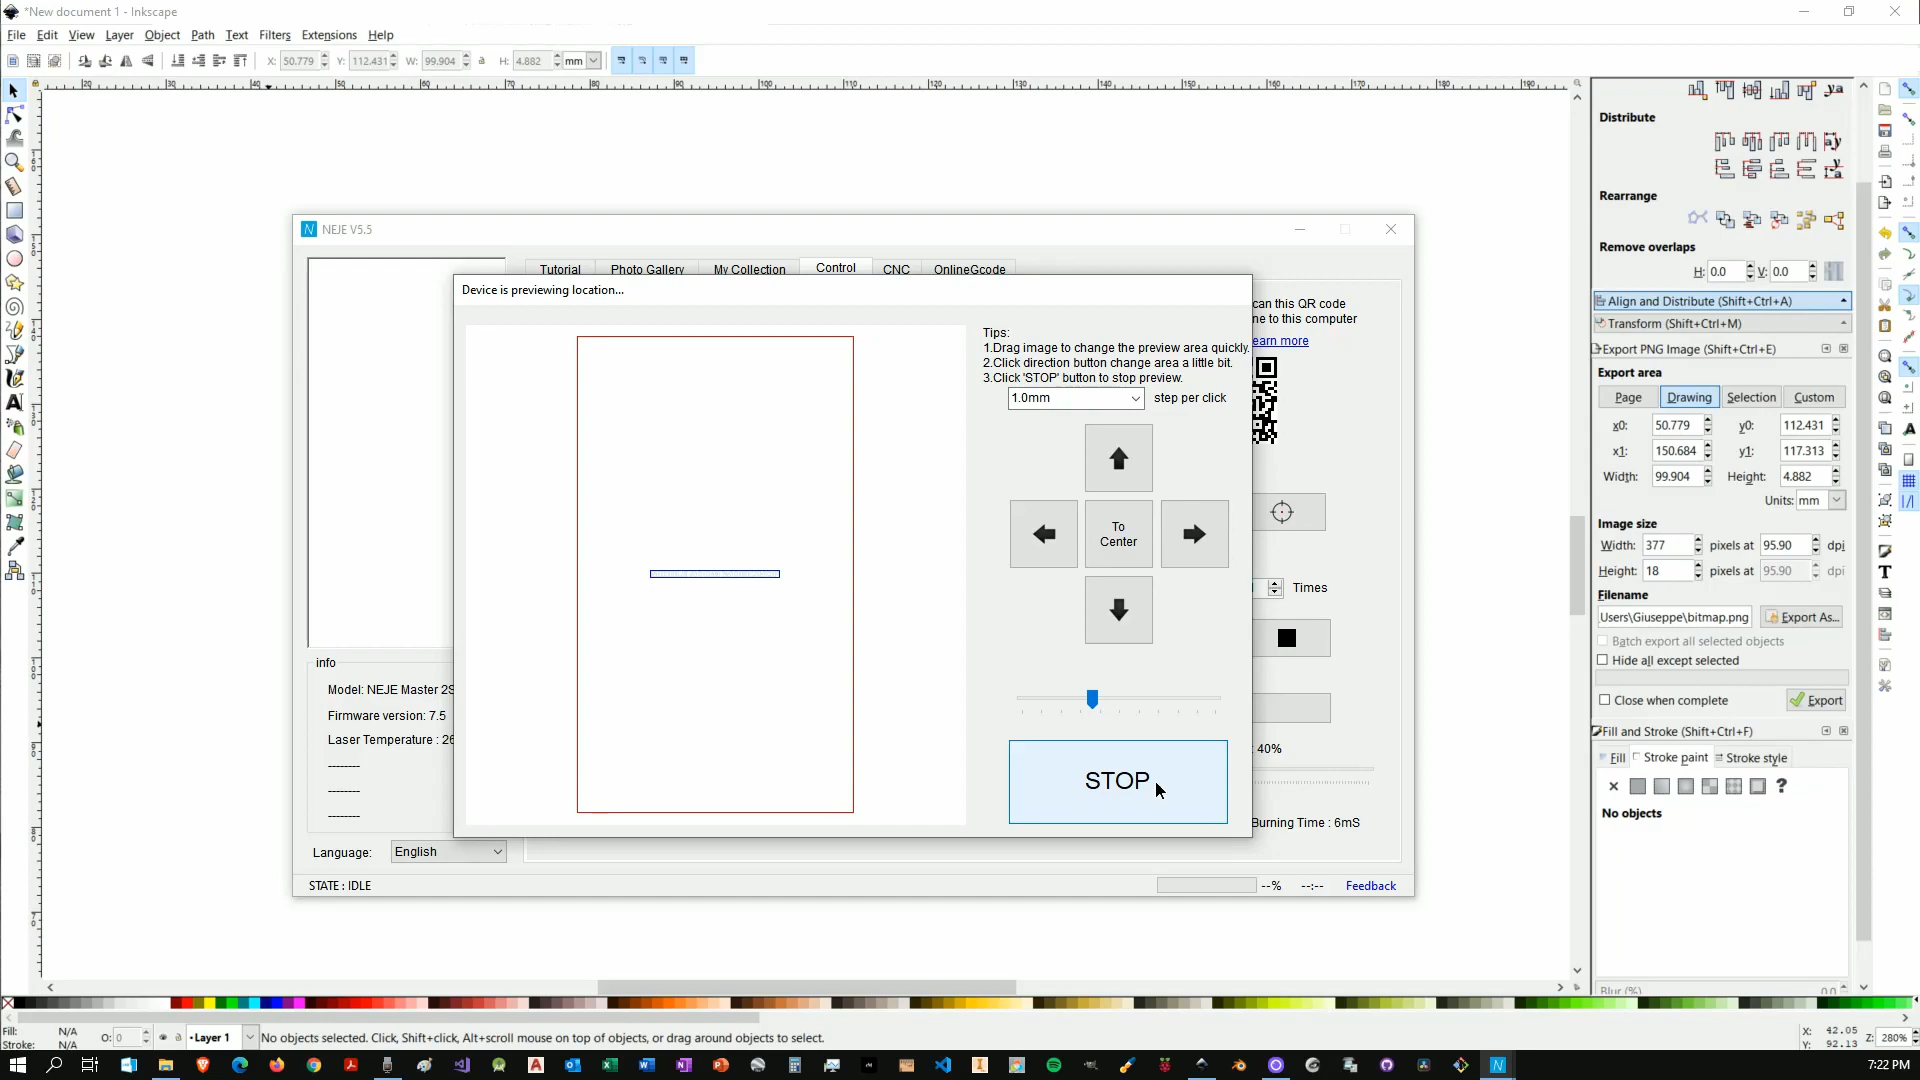 *New document 1 - Inkscape
File Edit View Layer Object Path Text Filters Extensions Help
X: 50.779 Y: 112.431 W: 99.904 H: 4.882 mm
Distribute
Rearrange
Remove overlaps
H: 0.0 V: 0.0
Align and Distribute (Shift+Ctrl+A)
Transform (Shift+Ctrl+M)
Export PNG Image (Shift+Ctrl+E)
Export area
Page Drawing Selection Custom
x0: 50.779 y0: 112.431
x1: 150.684 y1: 117.313
Width: 99.904 Height: 4.882
Units: mm
Image size
Width: 377 pixels at 95.90 dpi
Height: 18 pixels at 95.90 dpi
Filename
Users\Giuseppe\bitmap.png Export As...
Batch export all selected objects
Hide all except selected
Close when complete Export
Fill and Stroke (Shift+Ctrl+F)
Fill Stroke paint Stroke style
No objects
Blur (%) 0.0
N NEJE V5.5
Tutorial Photo Gallery My Collection Control CNC OnlineGcode
Device is previewing location...
Tips:
1.Drag image to change the preview area quickly.
2.Click direction button change area a little bit.
3.Click 'STOP' button to stop preview.
1.0mm step per click
To
Center
STOP
can this QR code
ne to this computer
earn more
Times
40%
Burning Time : 6mS
info
Model: NEJE Master 2S
Firmware version: 7.5
Laser Temperature : 26
--------
--------
--------
Language: English
STATE : IDLE --% --:-- Feedback
Fill: N/A
Stroke: N/A
O: 0 •Layer 1 No objects selected. Click, Shift+click, Alt+scroll mouse on top of objects, or drag around objects to select.
X: 42.05
Y: 92.13
Z: 280%
7:22 PM